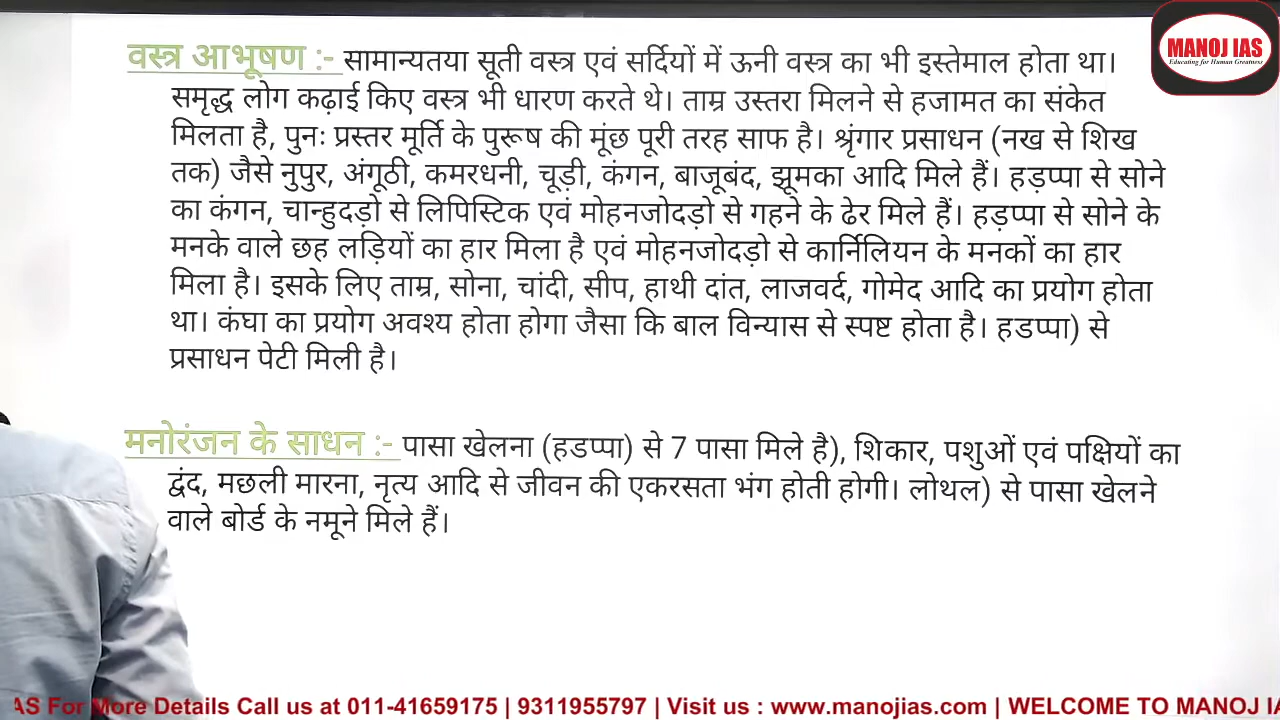 MANOJ IAS
Educating for Human Greatness
वस्त्र आभूषण :- सामान्यतया सूती वस्त्र एवं सर्दियों में ऊनी वस्त्र का भी इस्तेमाल होता था।
समृद्ध लोग कढ़ाई किए वस्त्र भी धारण करते थे। ताम्र उस्तरा मिलने से हजामत का संकेत
मिलता है, पुनः प्रस्तर मूर्ति के पुरूष की मूंछ पूरी तरह साफ है। श्रृंगार प्रसाधन (नख से शिख
तक) जैसे नुपुर, अंगूठी, कमरधनी, चूड़ी, कंगन, बाजूबंद, झूमका आदि मिले हैं। हड़प्पा से सोने
का कंगन, चान्हुदड़ो से लिपिस्टिक एवं मोहनजोदड़ो से गहने के ढेर मिले हैं। हड़प्पा से सोने के
मनके वाले छह लड़ियों का हार मिला है एवं मोहनजोदड़ो से कार्निलियन के मनकों का हार
मिला है। इसके लिए ताम्र, सोना, चांदी, सीप, हाथी दांत, लाजवर्द, गोमेद आदि का प्रयोग होता
था। कंघा का प्रयोग अवश्य होता होगा जैसा कि बाल विन्यास से स्पष्ट होता है। हडप्पा) से
प्रसाधन पेटी मिली है।
मनोरंजन के साधन :- पासा खेलना (हडप्पा) से 7 पासा मिले है), शिकार, पशुओं एवं पक्षियों का
द्वंद, मछली मारना, नृत्य आदि से जीवन की एकरसता भंग होती होगी। लोथल) से पासा खेलने
वाले बोर्ड के नमूने मिले हैं।
AS For More Details Call us at 011-41659175 | 9311955797 | Visit us : www.manojias.com | WELCOME TO MANOJ IA